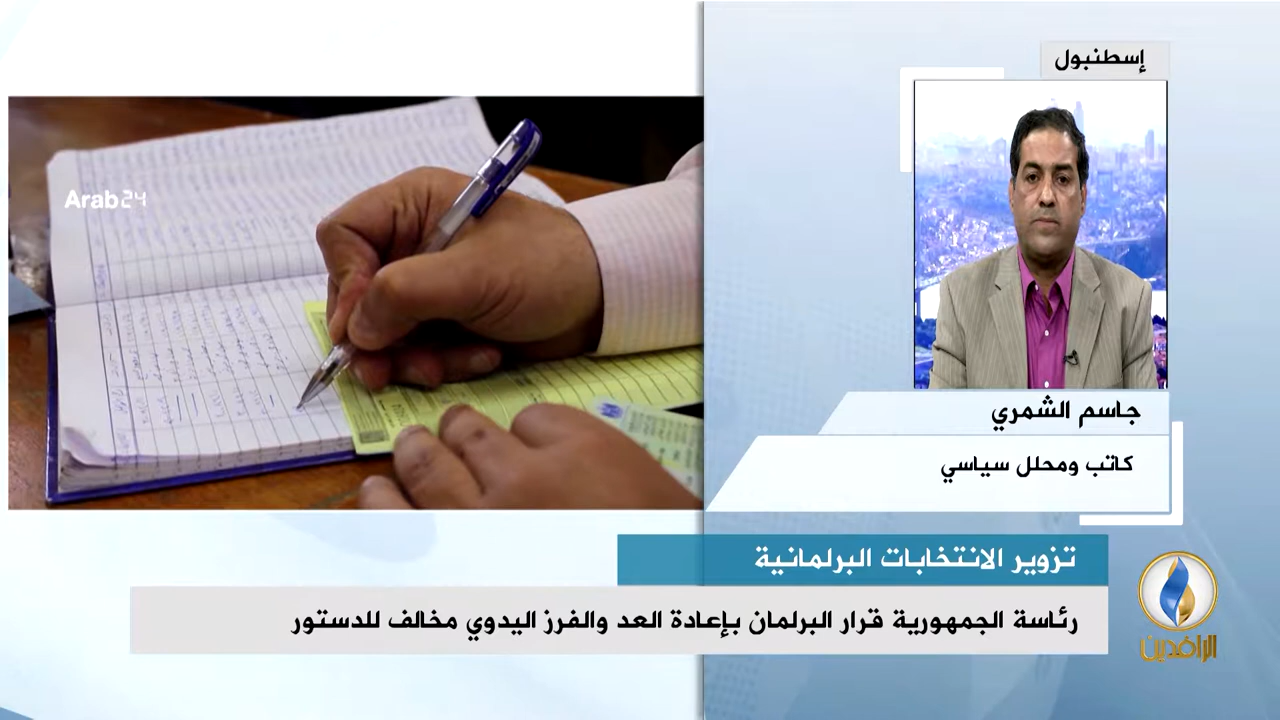 إسطنبول
Arab24
جاسم الشمري
كاتب ومحلل سياسي
تزوير الانتخابات البرلمانية
رئاسة الجمهورية قرار البرلمان بإعادة العد والفرز اليدوي مخالف للدستور
الرافدين